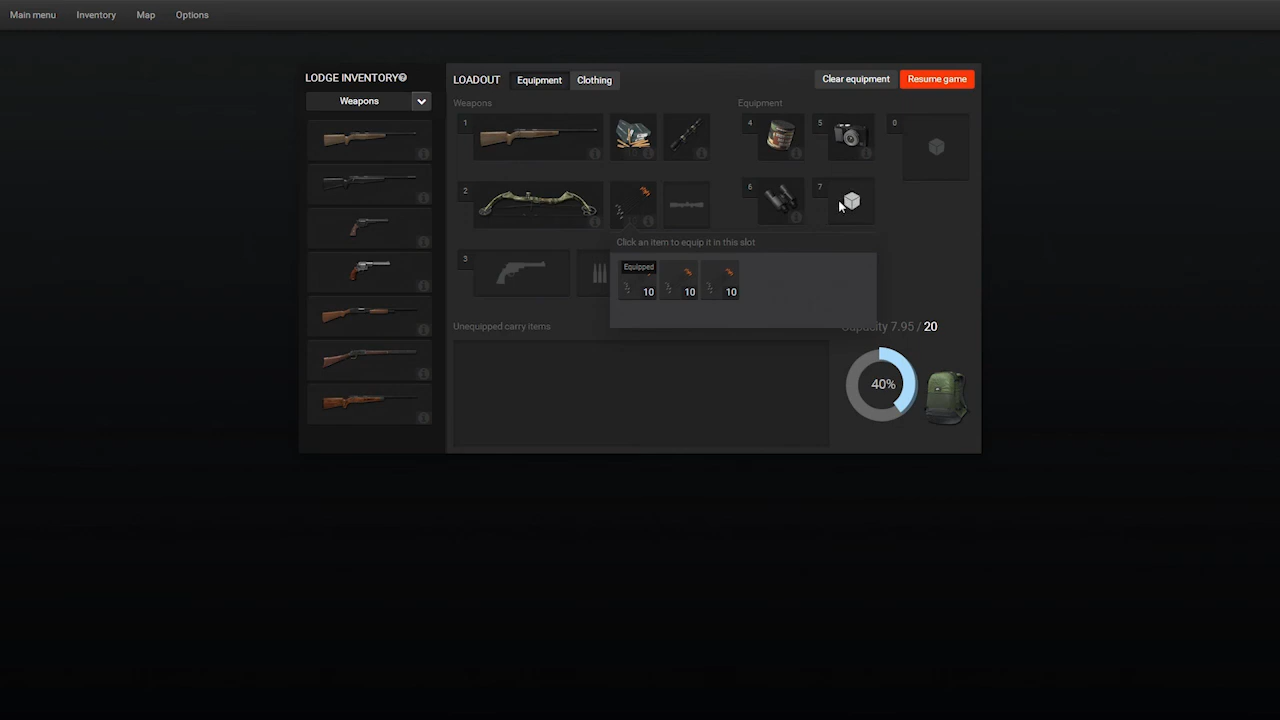 Main menu Inventory Map Options
LODGE INVENTORY?
LOADOUT Equipment Clothing Clear equipment Resume game
Weapons
Weapons Equipment
1 4 5 0
2 6 7
Click an item to equip it in this slot
3
Equipped
10 10 10
Unequipped carry items
Capacity 7.95 / 20
40%